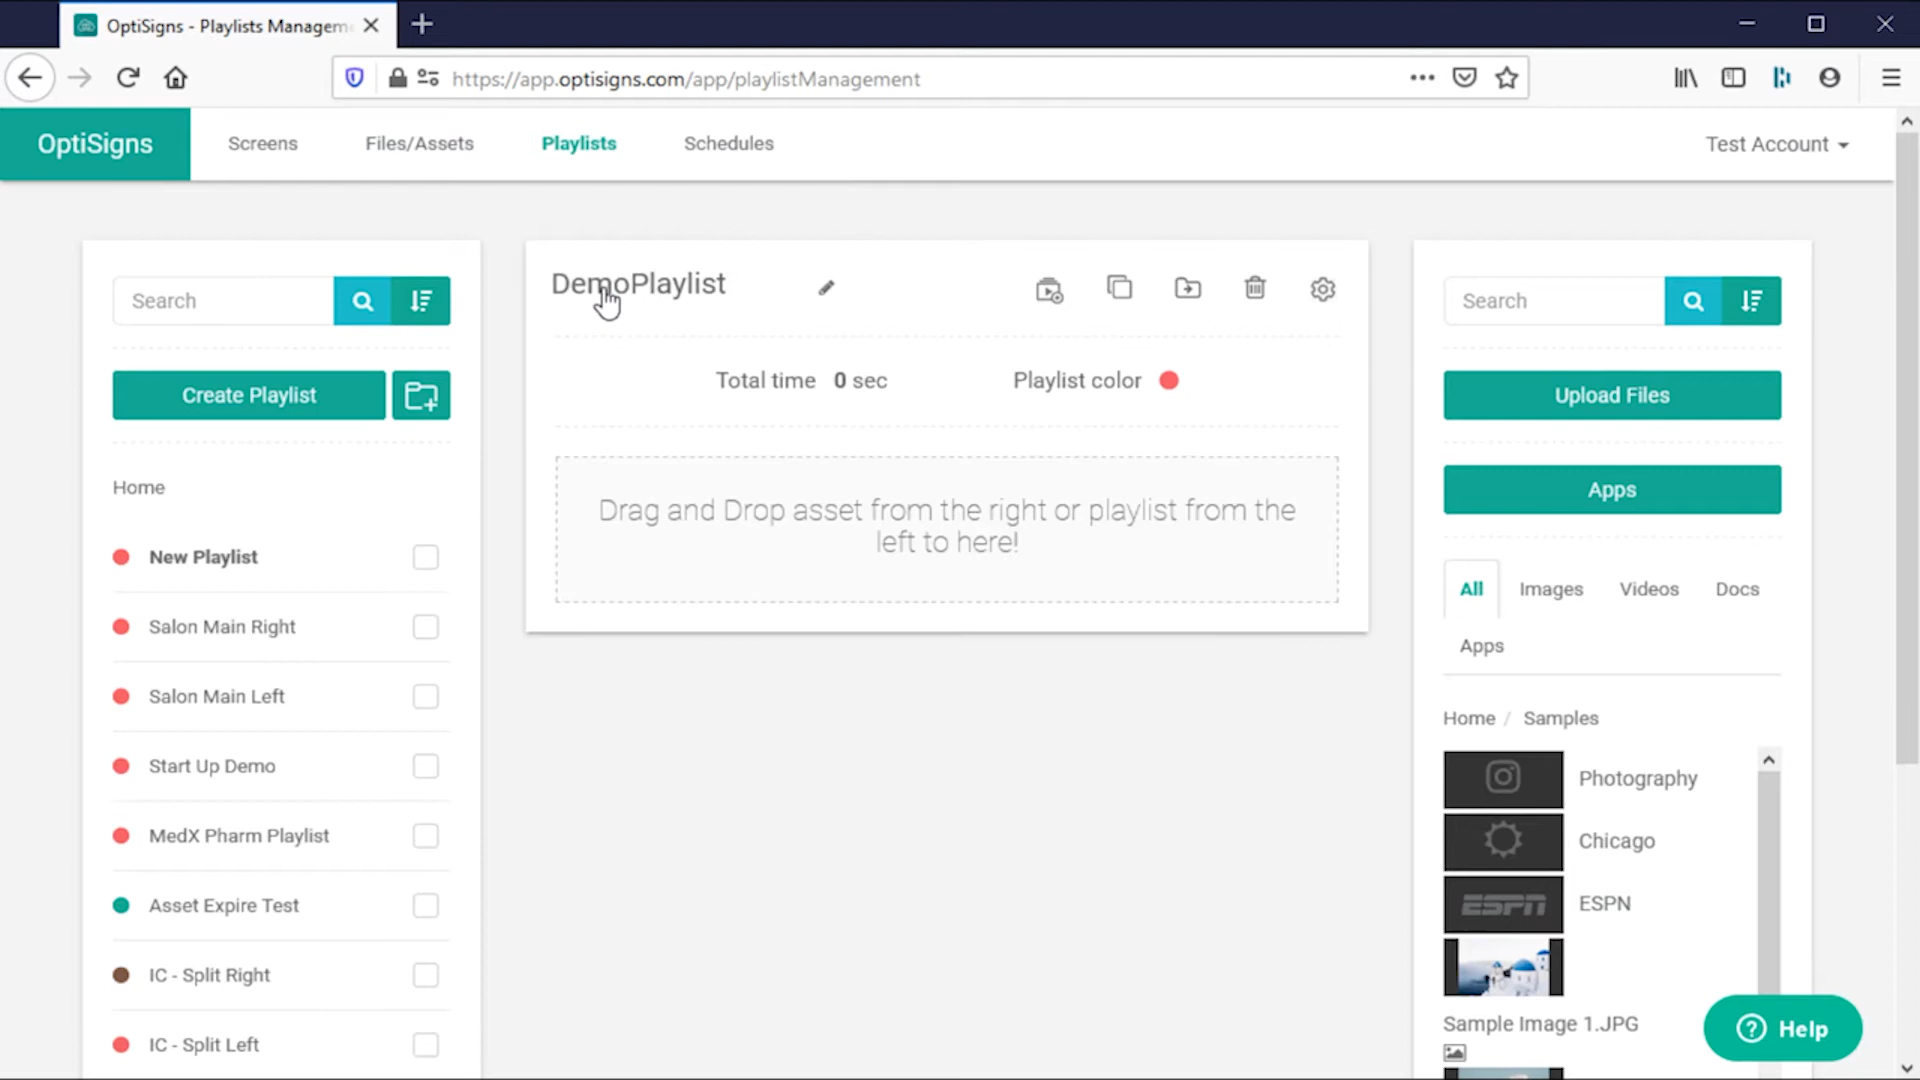 OptiSigns - Playlists Managem
https://app.optisigns.com/app/playlistManagement
OptiSigns
Screens
Files/Assets
Playlists
Schedules
Test Account
Search
Create Playlist
Home
New Playlist
Salon Main Right
Salon Main Left
Start Up Demo
MedX Pharm Playlist
Asset Expire Test
IC - Split Right
IC - Split Left
DemoPlaylist
Total time 0 sec
Playlist color
Drag and Drop asset from the right or playlist from the
left to here!
Search
Upload Files
Apps
All
Images
Videos
Docs
Apps
Home / Samples
Photography
Chicago
ESPN
ESPN
Sample Image 1.JPG
Help